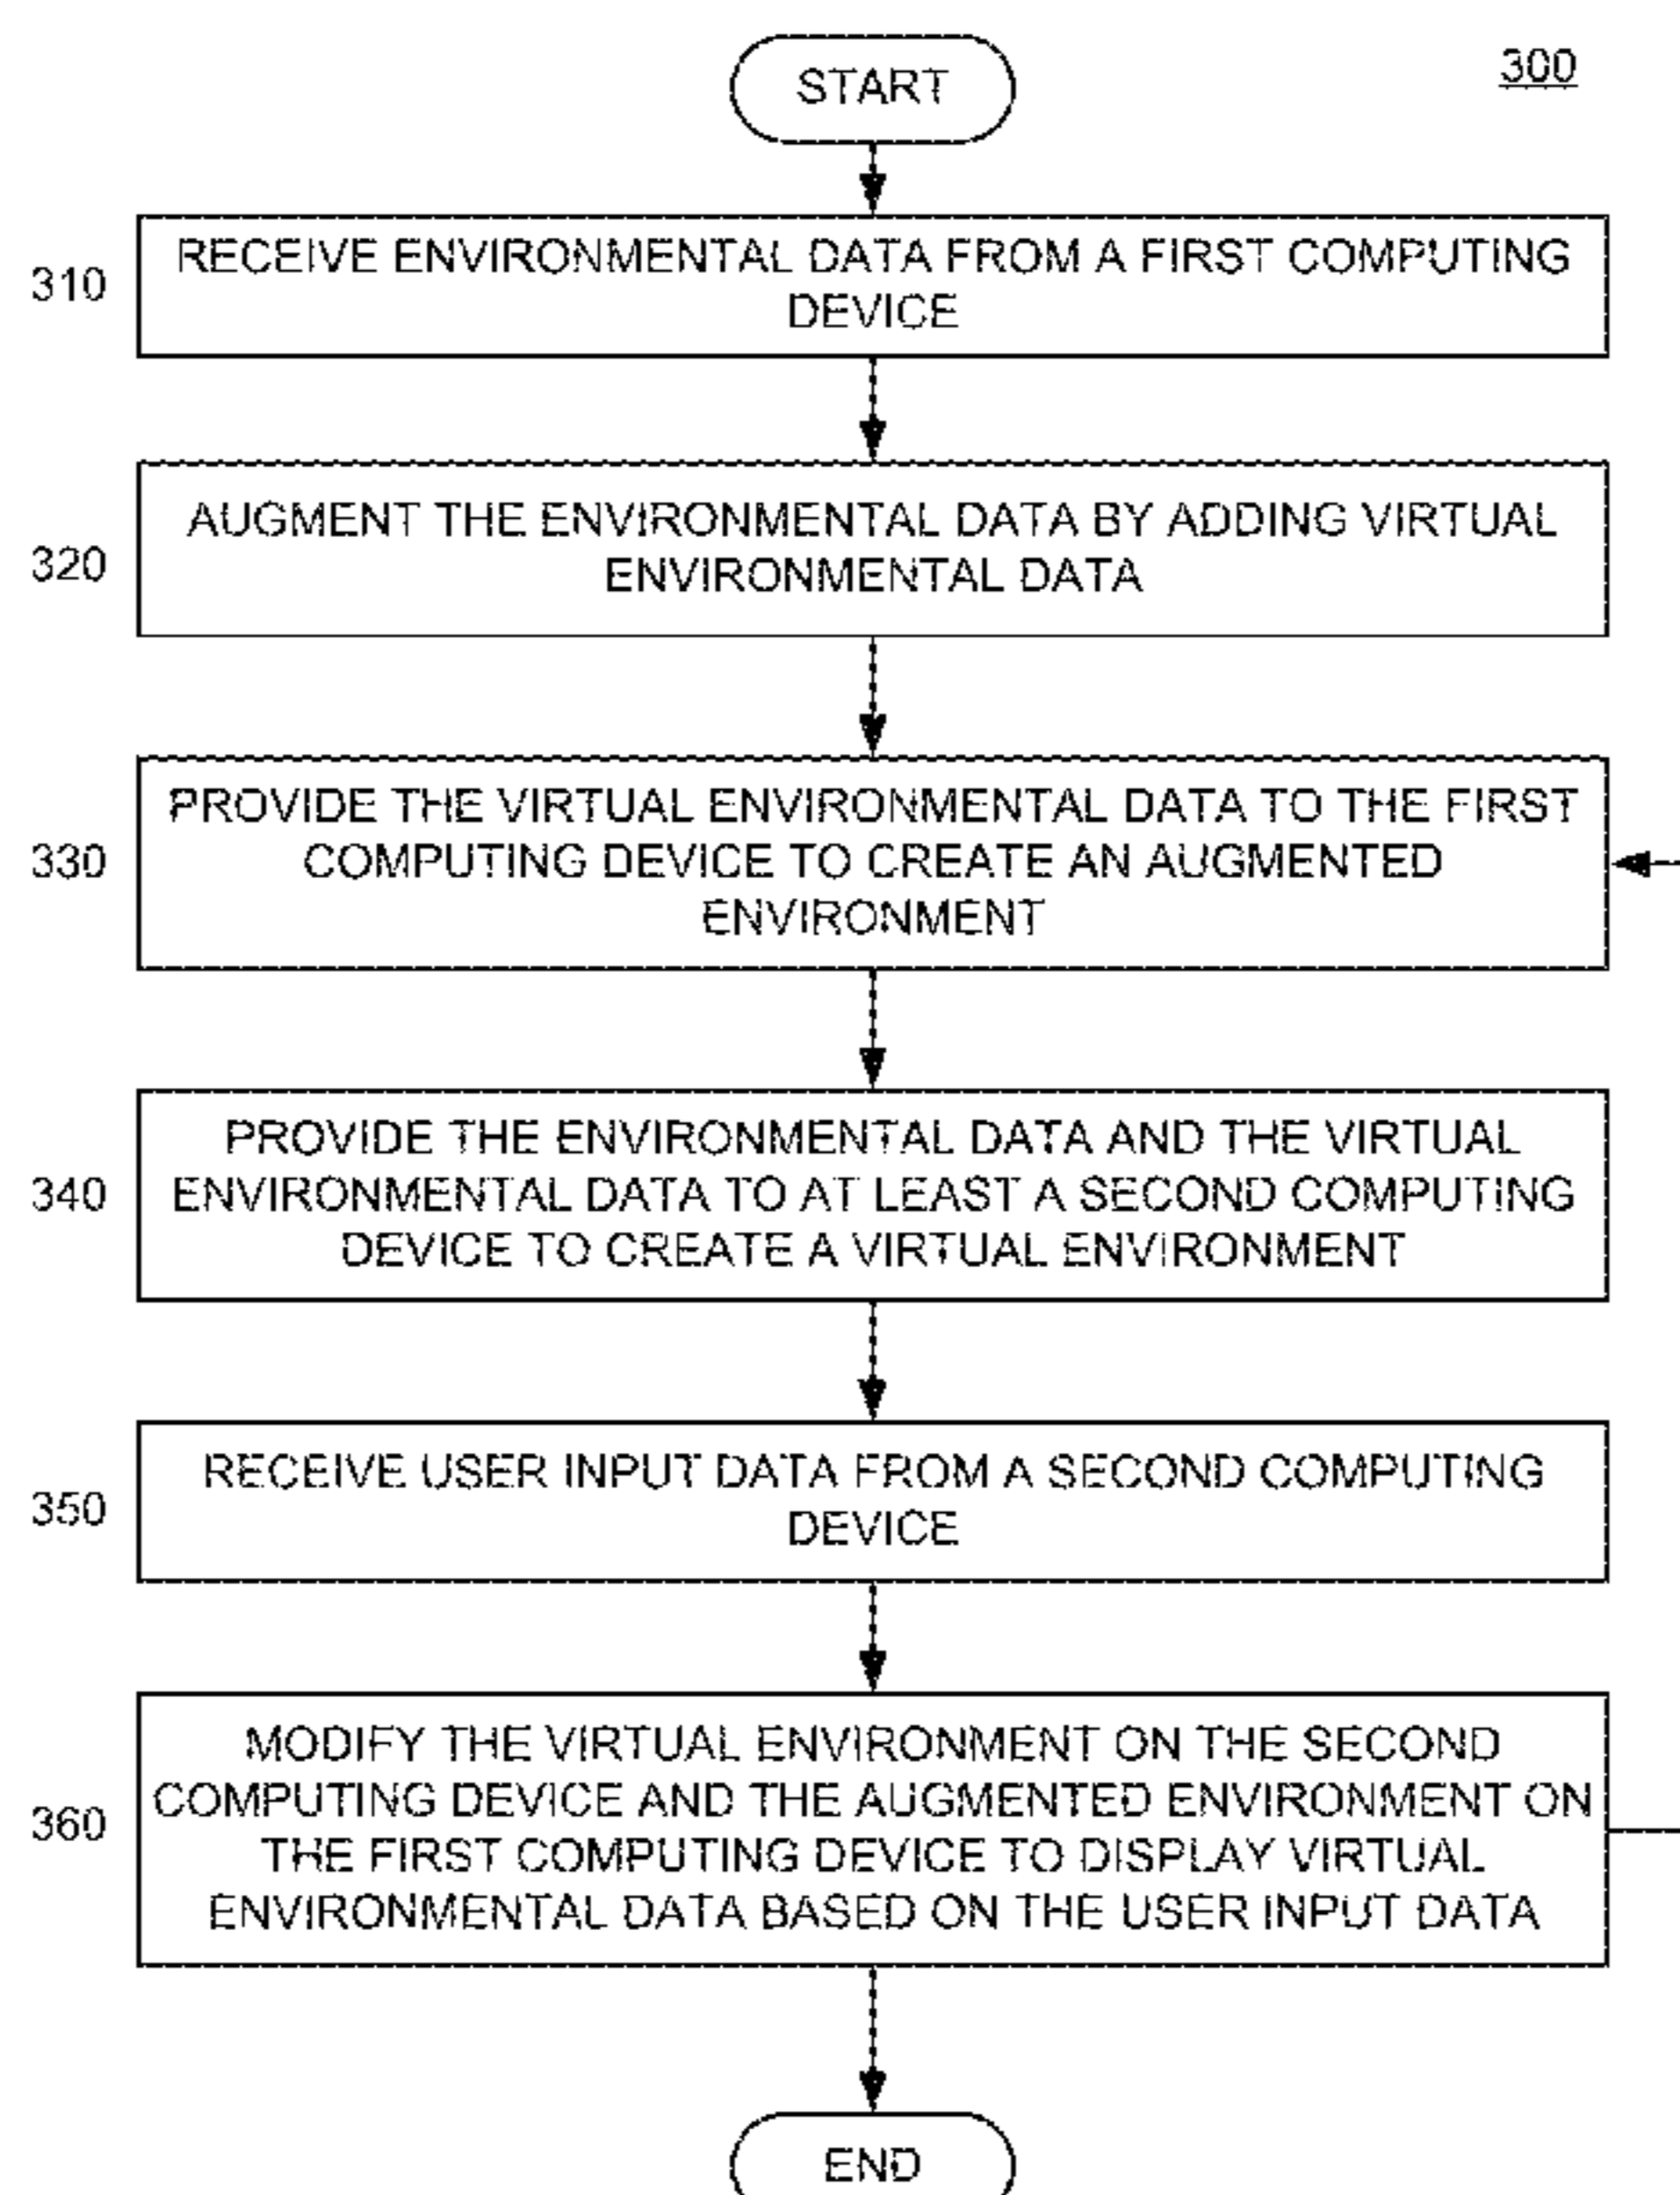 START
300
310
RECEIVE ENVIRONMENTAL DATA FROM A FIRST COMPUTING
DEVICE
320
AUGMENT THE ENVIRONMENTAL DATA BY ADDING VIRTUAL
ENVIRONMENTAL DATA
330
PROVIDE THE VIRTUAL ENVIRONMENTAL DATA TO THE FIRST
COMPUTING DEVICE TO CREATE AN AUGMENTED
ENVIRONMENT
340
PROVIDE THE ENVIRONMENTAL DATA AND THE VIRTUAL
ENVIRONMENTAL DATA TO AT LEAST A SECOND COMPUTING
DEVICE TO CREATE A VIRTUAL ENVIRONMENT
350
RECEIVE USER INPUT DATA FROM A SECOND COMPUTING
DEVICE
360
MODIFY THE VIRTUAL ENVIRONMENT ON THE SECOND
COMPUTING DEVICE AND THE AUGMENTED ENVIRONMENT ON
THE FIRST COMPUTING DEVICE TO DISPLAY VIRTUAL
ENVIRONMENTAL DATA BASED ON THE USER INPUT DATA
END